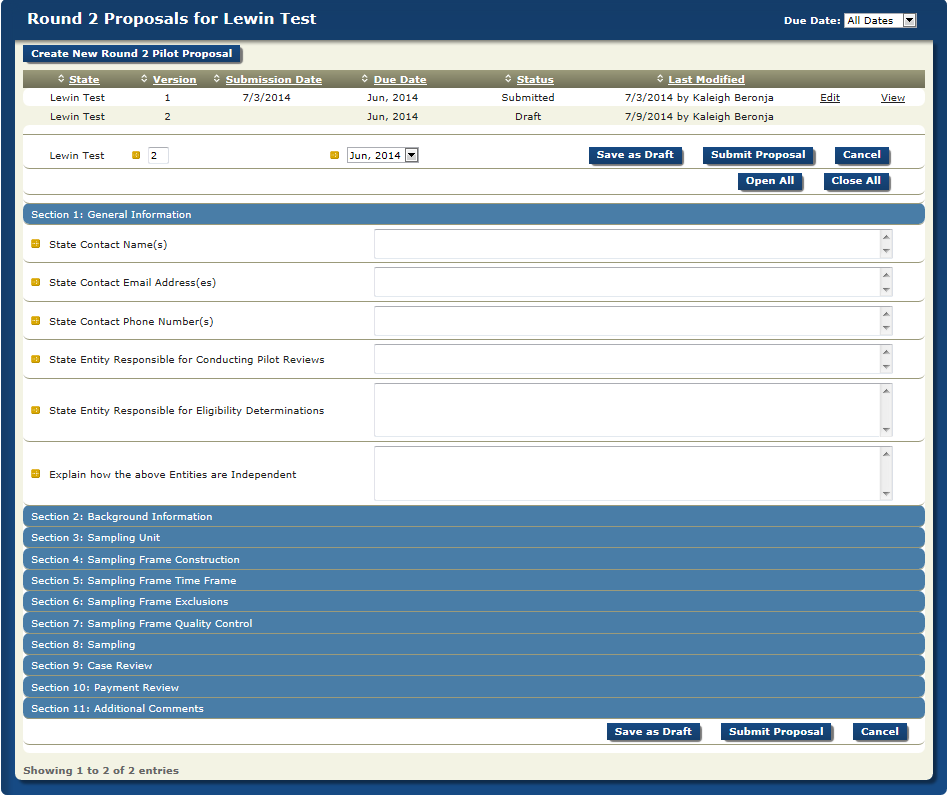 Round 2 Proposals for Lewin Test
Due Date: All Dates
Create New Round 2 Pilot Proposal
State Version Submission Date Due Date Status Last Modified
Lewin Test 1 7/3/2014 Jun, 2014 Submitted 7/3/2014 by Kaleigh Beronja Edit View
Lewin Test 2 Jun, 2014 Draft 7/9/2014 by Kaleigh Beronja
Lewin Test 2 Jun, 2014 Save as Draft Submit Proposal Cancel
Open All Close All
Section 1: General Information
State Contact Name(s)
State Contact Email Address(es)
State Contact Phone Number(s)
State Entity Responsible for Conducting Pilot Reviews
State Entity Responsible for Eligibility Determinations
Explain how the above Entities are Independent
Section 2: Background Information
Section 3: Sampling Unit
Section 4: Sampling Frame Construction
Section 5: Sampling Frame Time Frame
Section 6: Sampling Frame Exclusions
Section 7: Sampling Frame Quality Control
Section 8: Sampling
Section 9: Case Review
Section 10: Payment Review
Section 11: Additional Comments
Save as Draft Submit Proposal Cancel
Showing 1 to 2 of 2 entries